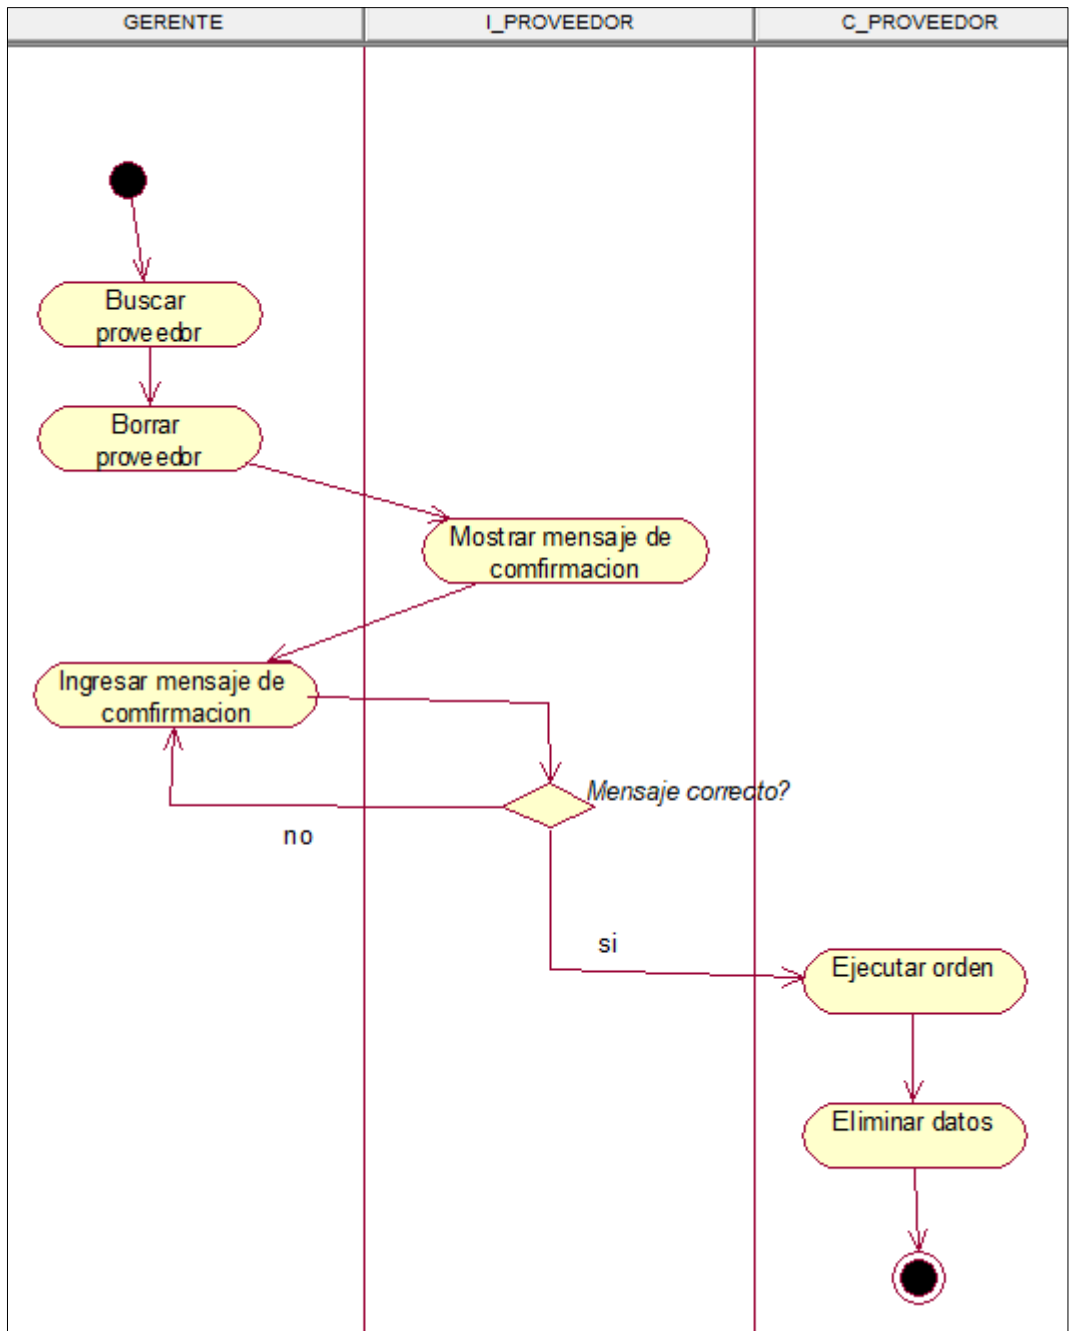 GERENTE
I_PROVEEDOR
C_PROVEEDOR
Buscar
proveedor
Borrar
proveedor
Mostrar mensaje de
comfirmacion
Ingresar mensaje de
comfirmacion
Mensaje correcto?
no
si
Ejecutar orden
Eliminar datos